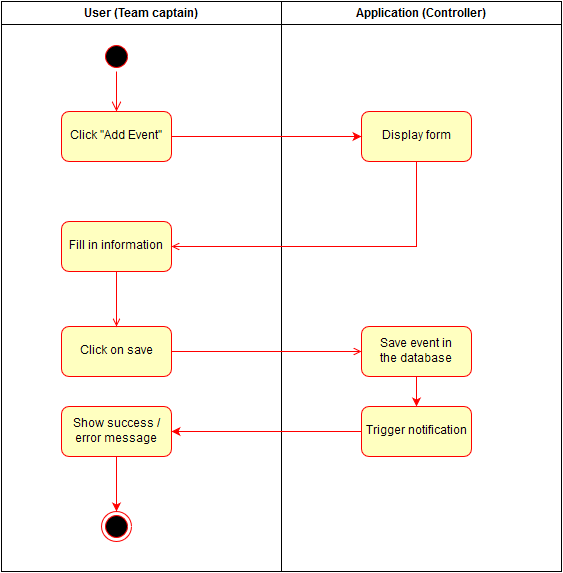 User (Team captain)
Application (Controller)
Click "Add Event"
Display form
Fill in information
Click on save
Save event in
the database
Show success /
error message
Trigger notification